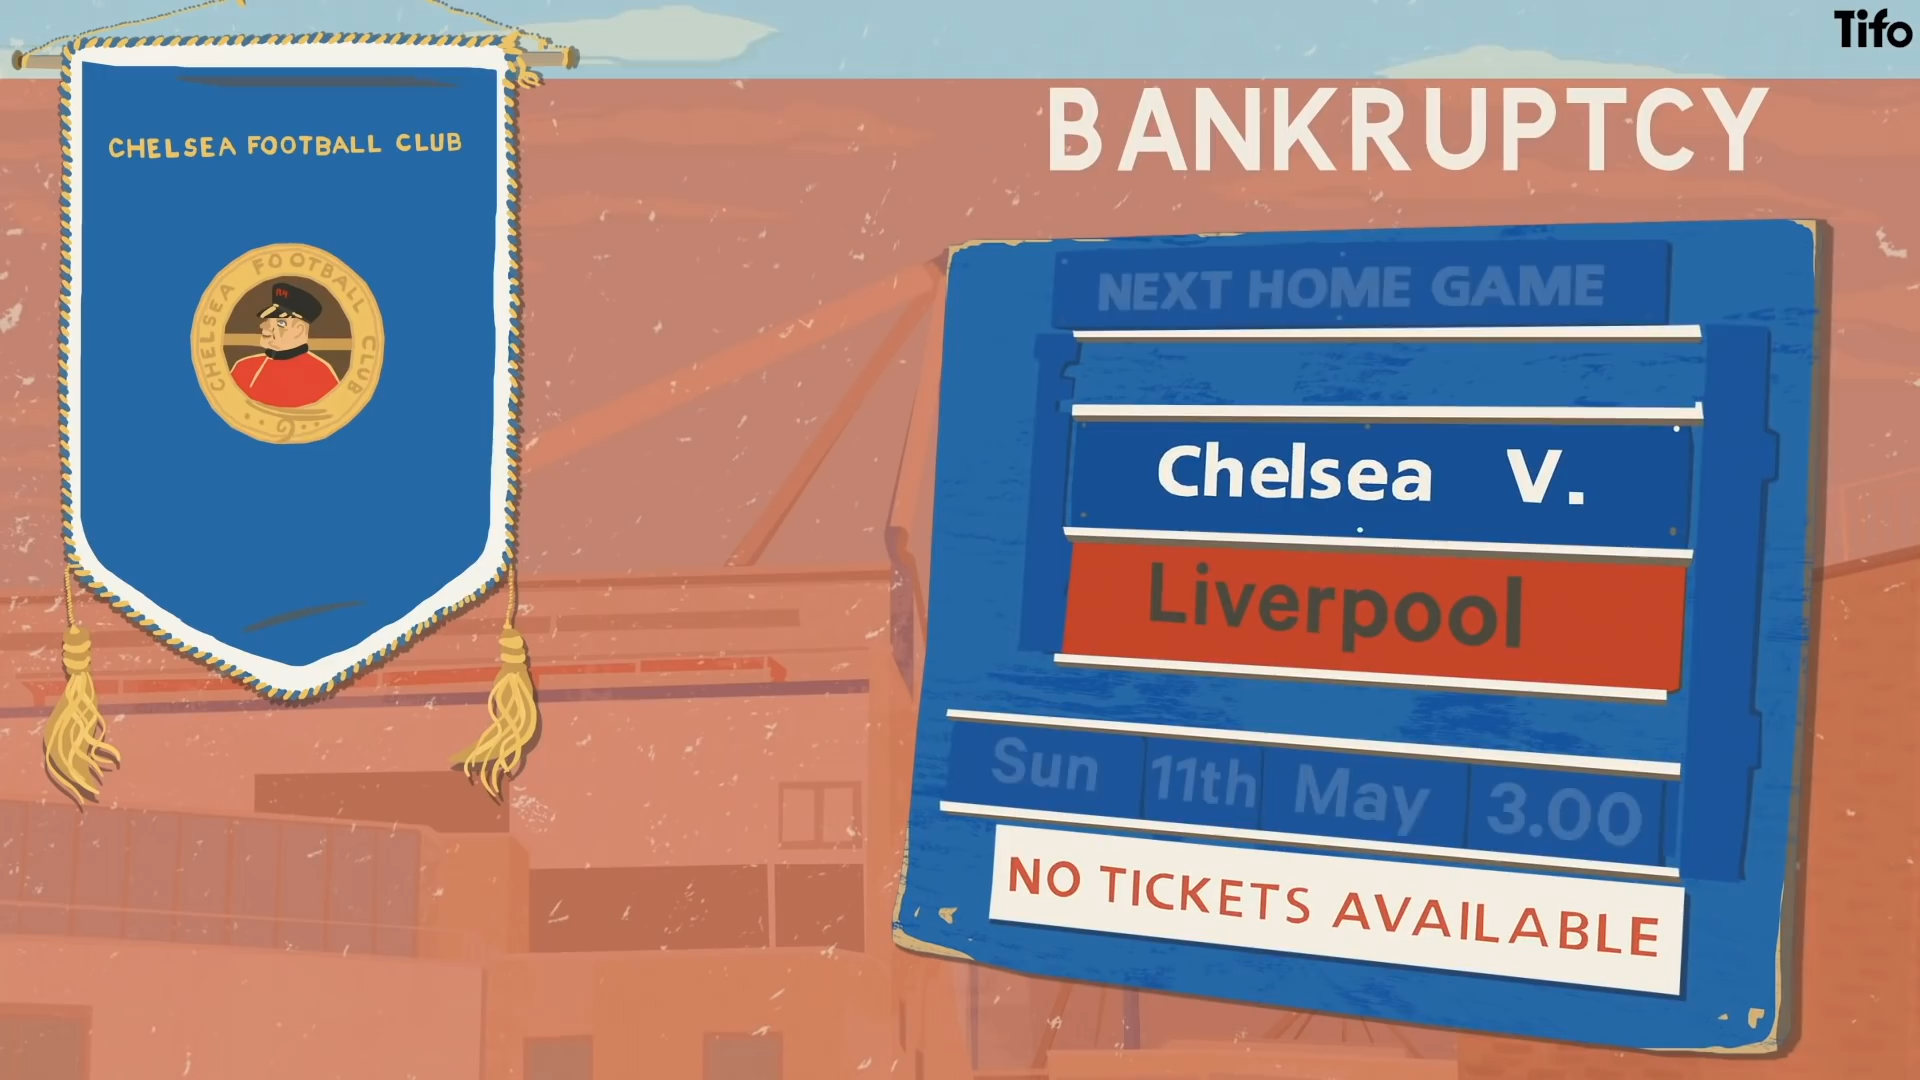 Tifo
BANKRUPTCY
CHELSEA FOOTBALL CLUB
CHELSEA FOOTBALL CLUB
NEXT HOME GAME
Chelsea V.
Liverpool
Sun 11th May 3.00
NO TICKETS AVAILABLE